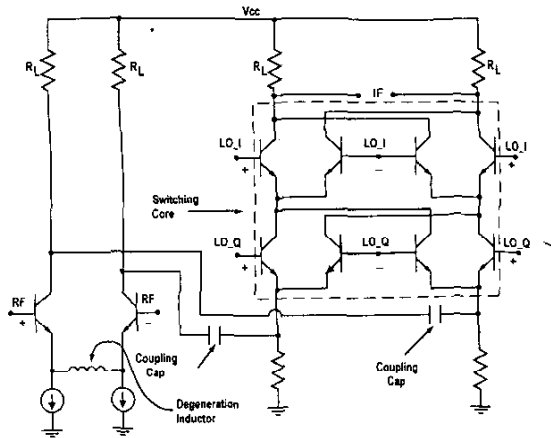 Vcc
RL
RL
RL
RL
IF
LO_I
+
LO_I
−
LO_I
+
Switching
Core
LO_Q
+
LO_Q
−
LO_Q
+
RF
+
RF
−
Coupling
Cap
Coupling
Cap
Degeneration
Inductor